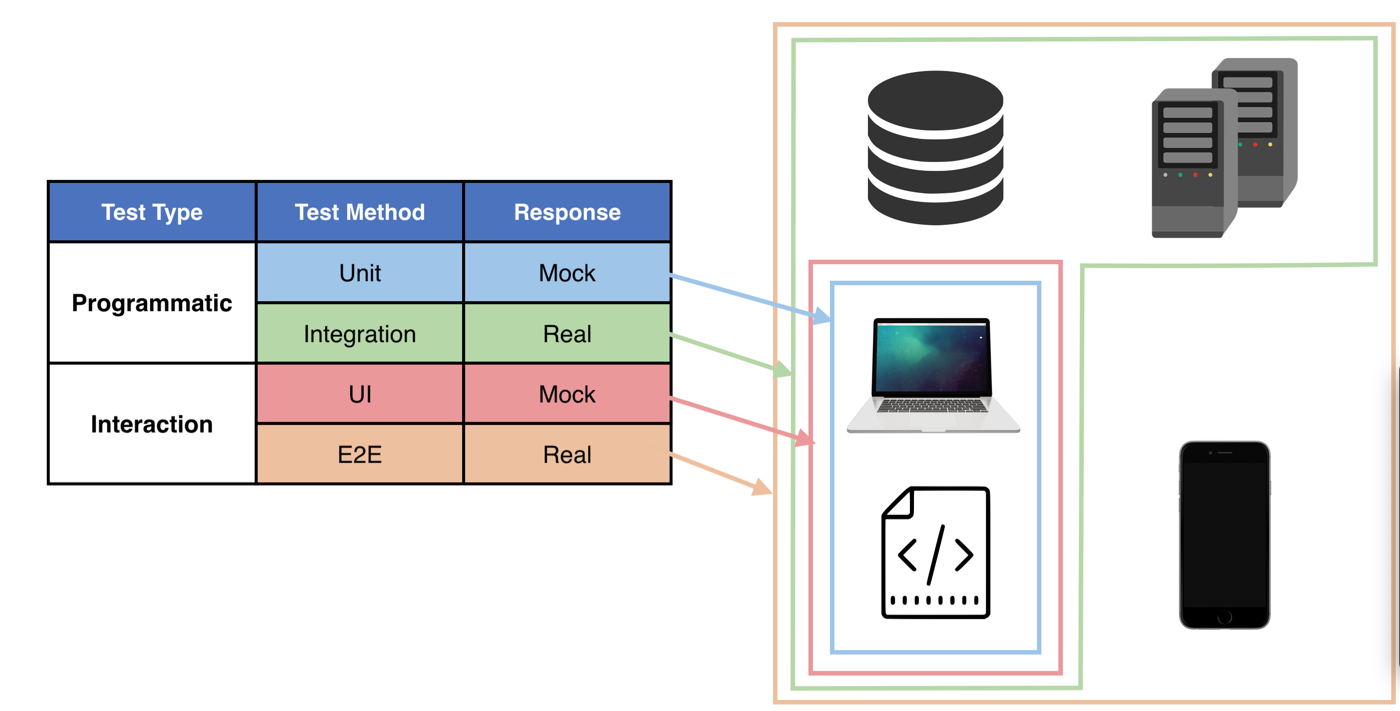 Test Type Test Method Response
Programmatic
Unit Mock
Integration Real
Interaction
UI Mock
E2E Real
</>